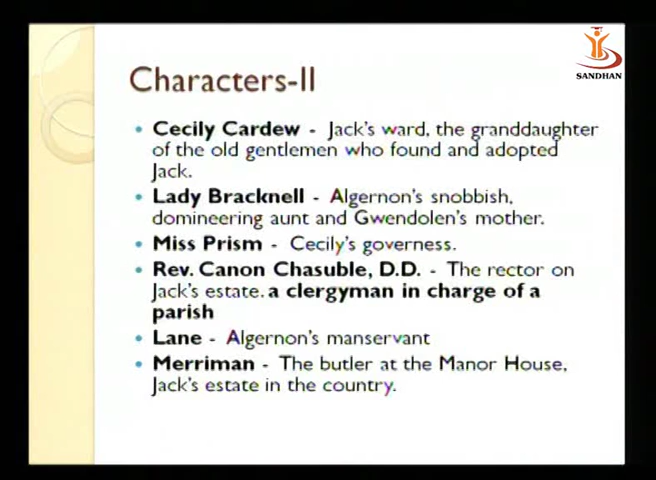 SANDHAN
Characters-II
• Cecily Cardew - Jack's ward, the granddaughter
of the old gentlemen who found and adopted
Jack.
• Lady Bracknell - Algernon's snobbish,
domineering aunt and Gwendolen's mother.
• Miss Prism - Cecily's governess.
• Rev. Canon Chasuble, D.D. - The rector on
Jack's estate. a clergyman in charge of a
parish
• Lane - Algernon's manservant
• Merriman - The butler at the Manor House,
Jack's estate in the country.